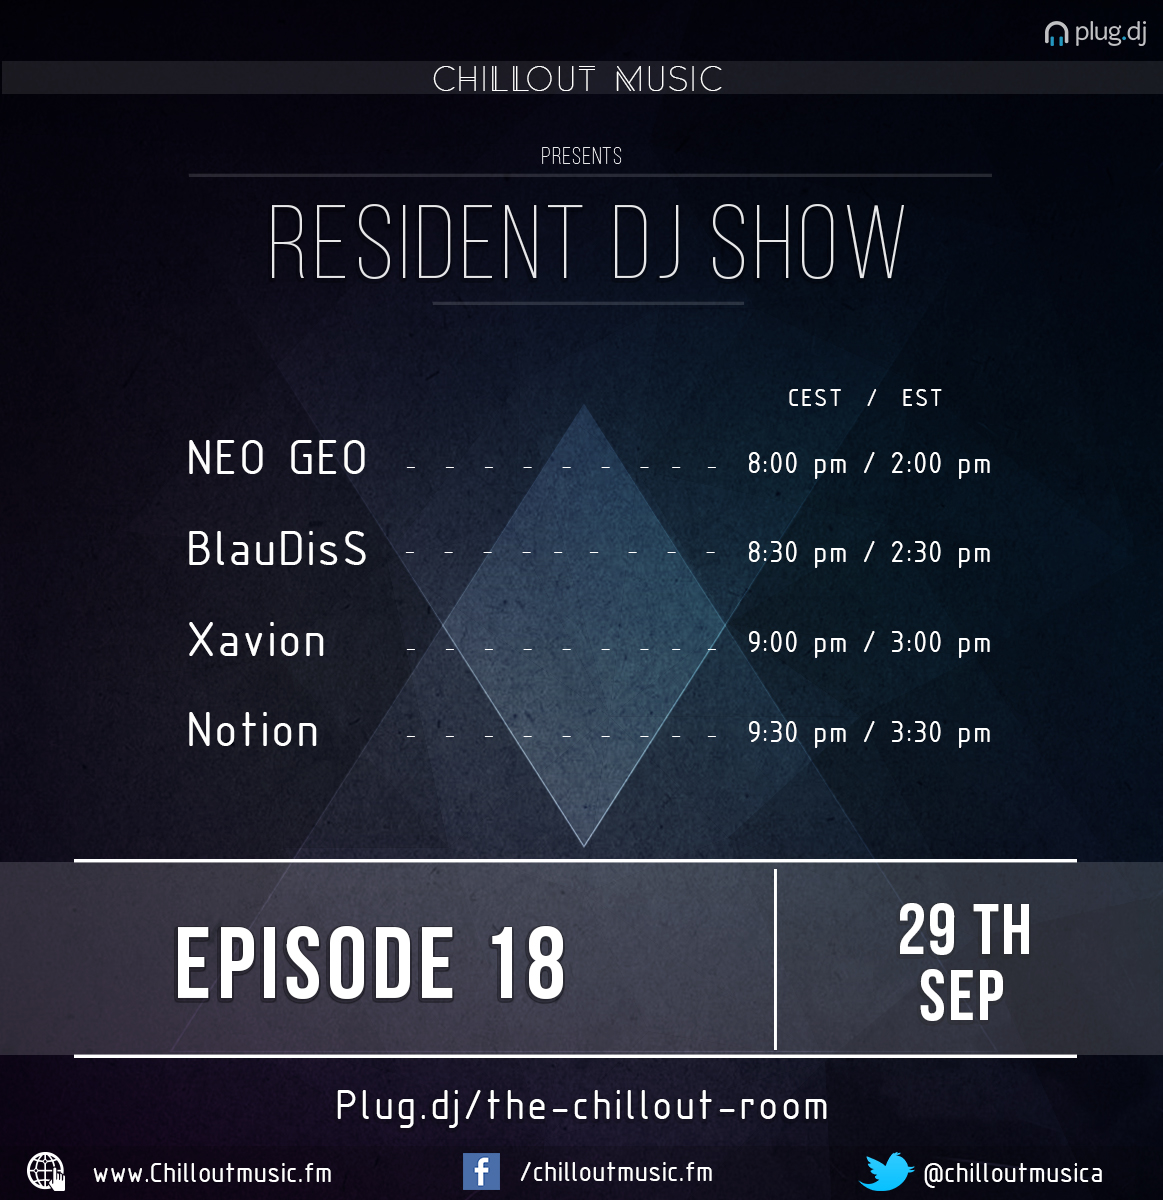 plug.dj
CHILLOUT MUSIC
PRESENTS
RESIDENT DJ SHOW
CEST / EST
NEO GEO - - - - - - - - - 8:00 pm / 2:00 pm
BlauDisS - - - - - - - - - 8:30 pm / 2:30 pm
Xavion - - - - - - - - - 9:00 pm / 3:00 pm
Notion - - - - - - - - - 9:30 pm / 3:30 pm
EPISODE 18
29 TH
SEP
Plug.dj/the-chillout-room
www.Chilloutmusic.fm
f /chilloutmusic.fm
@chilloutmusica